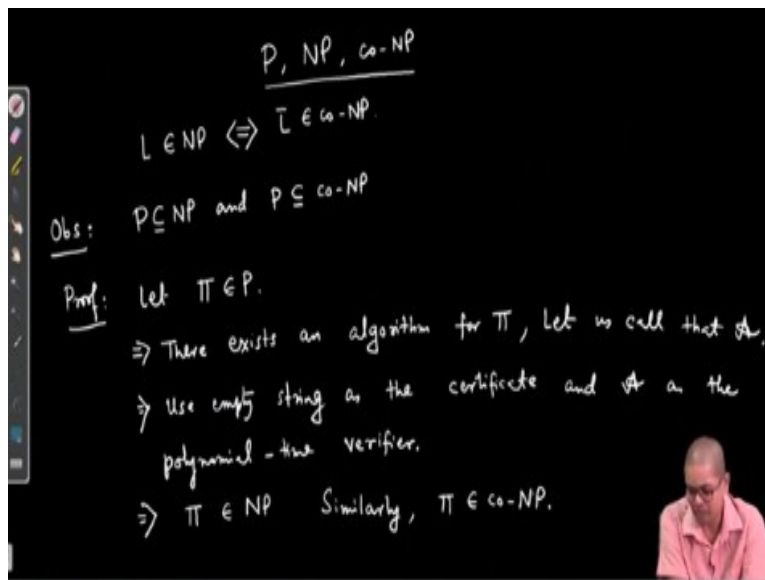 P, NP, co-NP
L ∈ NP ⇔ L̄ ∈ co-NP.
Obs: P ⊆ NP and P ⊆ co-NP
Proof: Let Π ∈ P.
⇒ There exists an algorithm for Π, Let us call that A.
⇒ Use empty string as the certificate and A as the
polynomial-time verifier.
⇒ Π ∈ NP Similarly, Π ∈ co-NP.